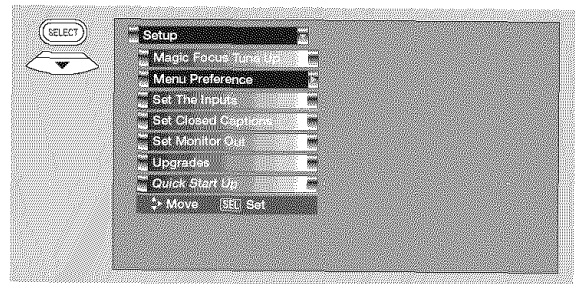 SELECT
Setup
Magic Focus Tune Up
Menu Preference
Set The Inputs
Set Closed Captions
Set Monitor Out
Upgrades
Quick Start Up
Move SEL Set